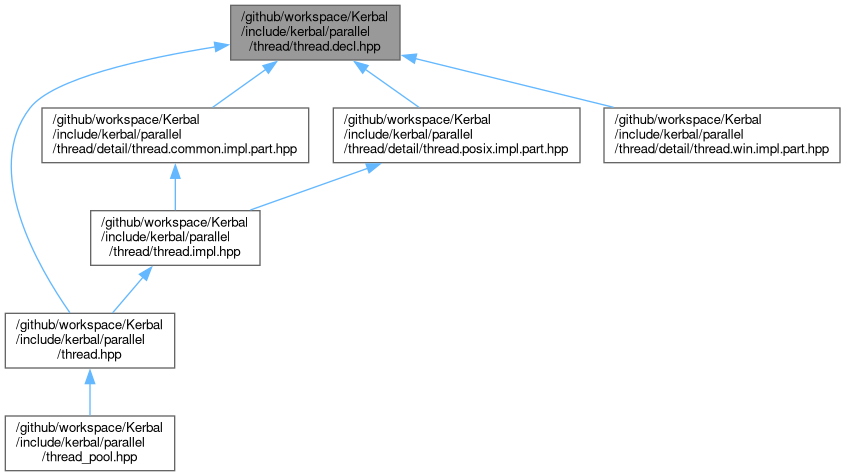 /github/workspace/Kerbal
/include/kerbal/parallel
/thread/thread.decl.hpp
/github/workspace/Kerbal
/include/kerbal/parallel
/thread/detail/thread.common.impl.part.hpp
/github/workspace/Kerbal
/include/kerbal/parallel
/thread/detail/thread.posix.impl.part.hpp
/github/workspace/Kerbal
/include/kerbal/parallel
/thread/detail/thread.win.impl.part.hpp
/github/workspace/Kerbal
/include/kerbal/parallel
/thread/thread.impl.hpp
/github/workspace/Kerbal
/include/kerbal/parallel
/thread.hpp
/github/workspace/Kerbal
/include/kerbal/parallel
/thread_pool.hpp